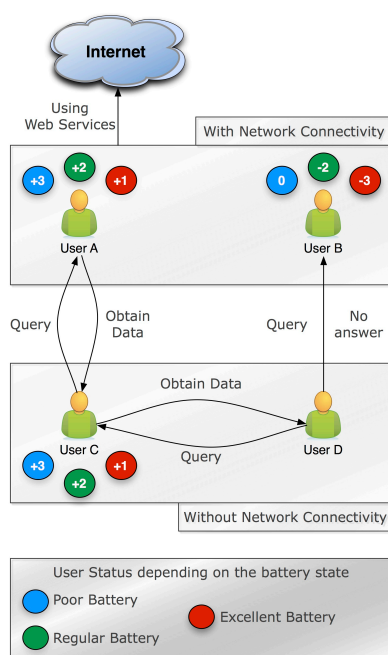 Internet
Using
Web Services
With Network Connectivity
+3 +2 +1
0 -2 -3
User A
User B
Query
Obtain
Data
Query
No
answer
Obtain Data
Query
User C
User D
+3 +2 +1
Without Network Connectivity
User Status depending on the battery state
Poor Battery
Excellent Battery
Regular Battery